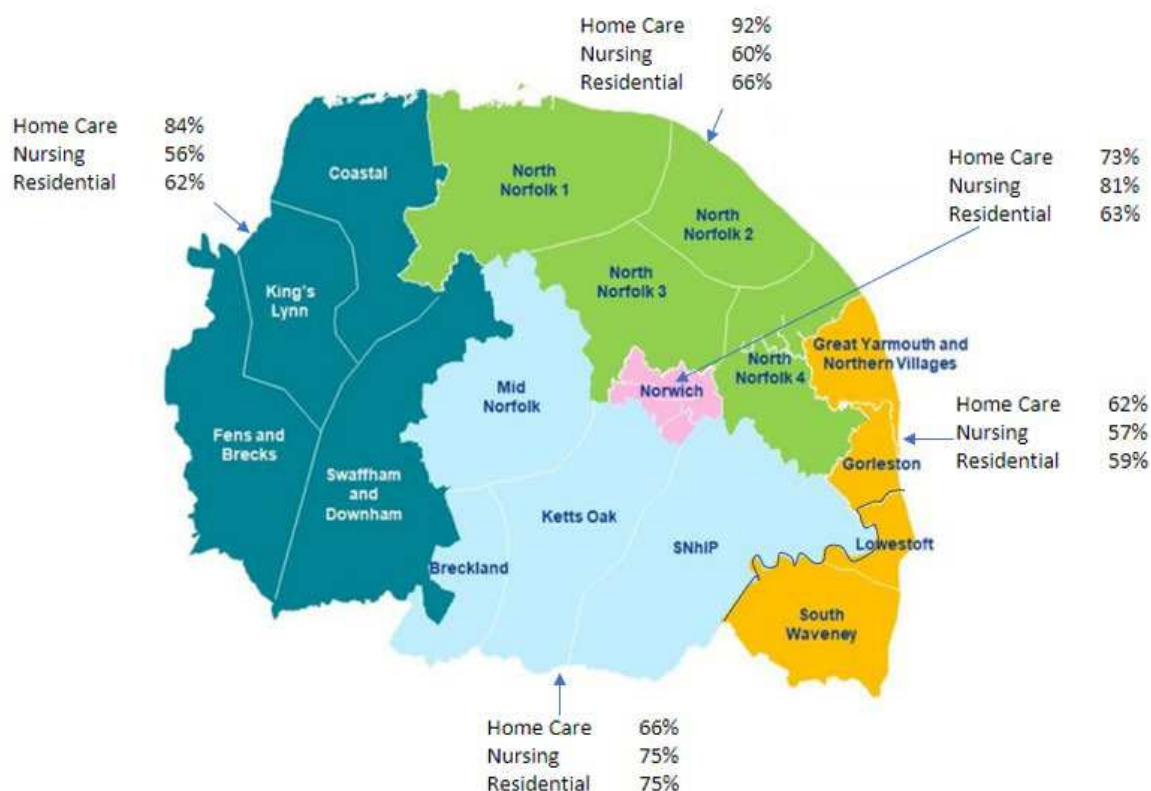 Home Care 92%
Nursing 60%
Residential 66%
Home Care 84%
Nursing 56%
Residential 62%
Home Care 73%
Nursing 81%
Residential 63%
Coastal
North
Norfolk 1
North
Norfolk 2
King's
Lynn
North
Norfolk 3
Great Yarmouth and
Northern Villages
North
Norfolk 4
Norwich
Mid
Norfolk
Home Care 62%
Nursing 57%
Residential 59%
Fens and
Brecks
Swaffham
and
Downham
Gorleston
Ketts Oak
SNhIP
Lowestoft
Breckland
South
Waveney
Home Care 66%
Nursing 75%
Residential 75%